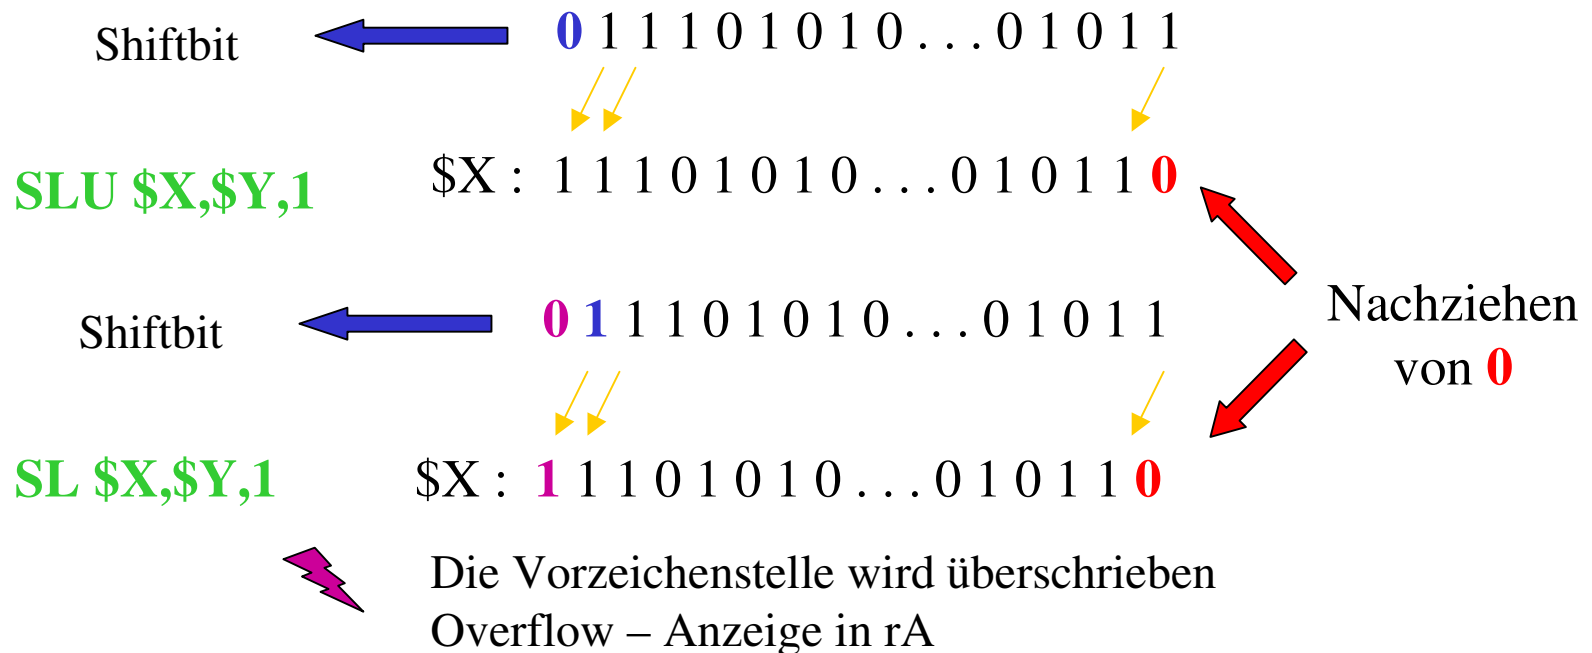 Shiftbit 0 1 1 1 0 1 0 1 0 . . . 0 1 0 1 1
SLU $X,$Y,1 $X : 1 1 1 0 1 0 1 0 . . . 0 1 0 1 1 0
Shiftbit 0 1 1 1 0 1 0 1 0 . . . 0 1 0 1 1
Nachziehen
von 0
SL $X,$Y,1 $X : 1 1 1 0 1 0 1 0 . . . 0 1 0 1 1 0
Die Vorzeichenstelle wird überschrieben
Overflow – Anzeige in rA